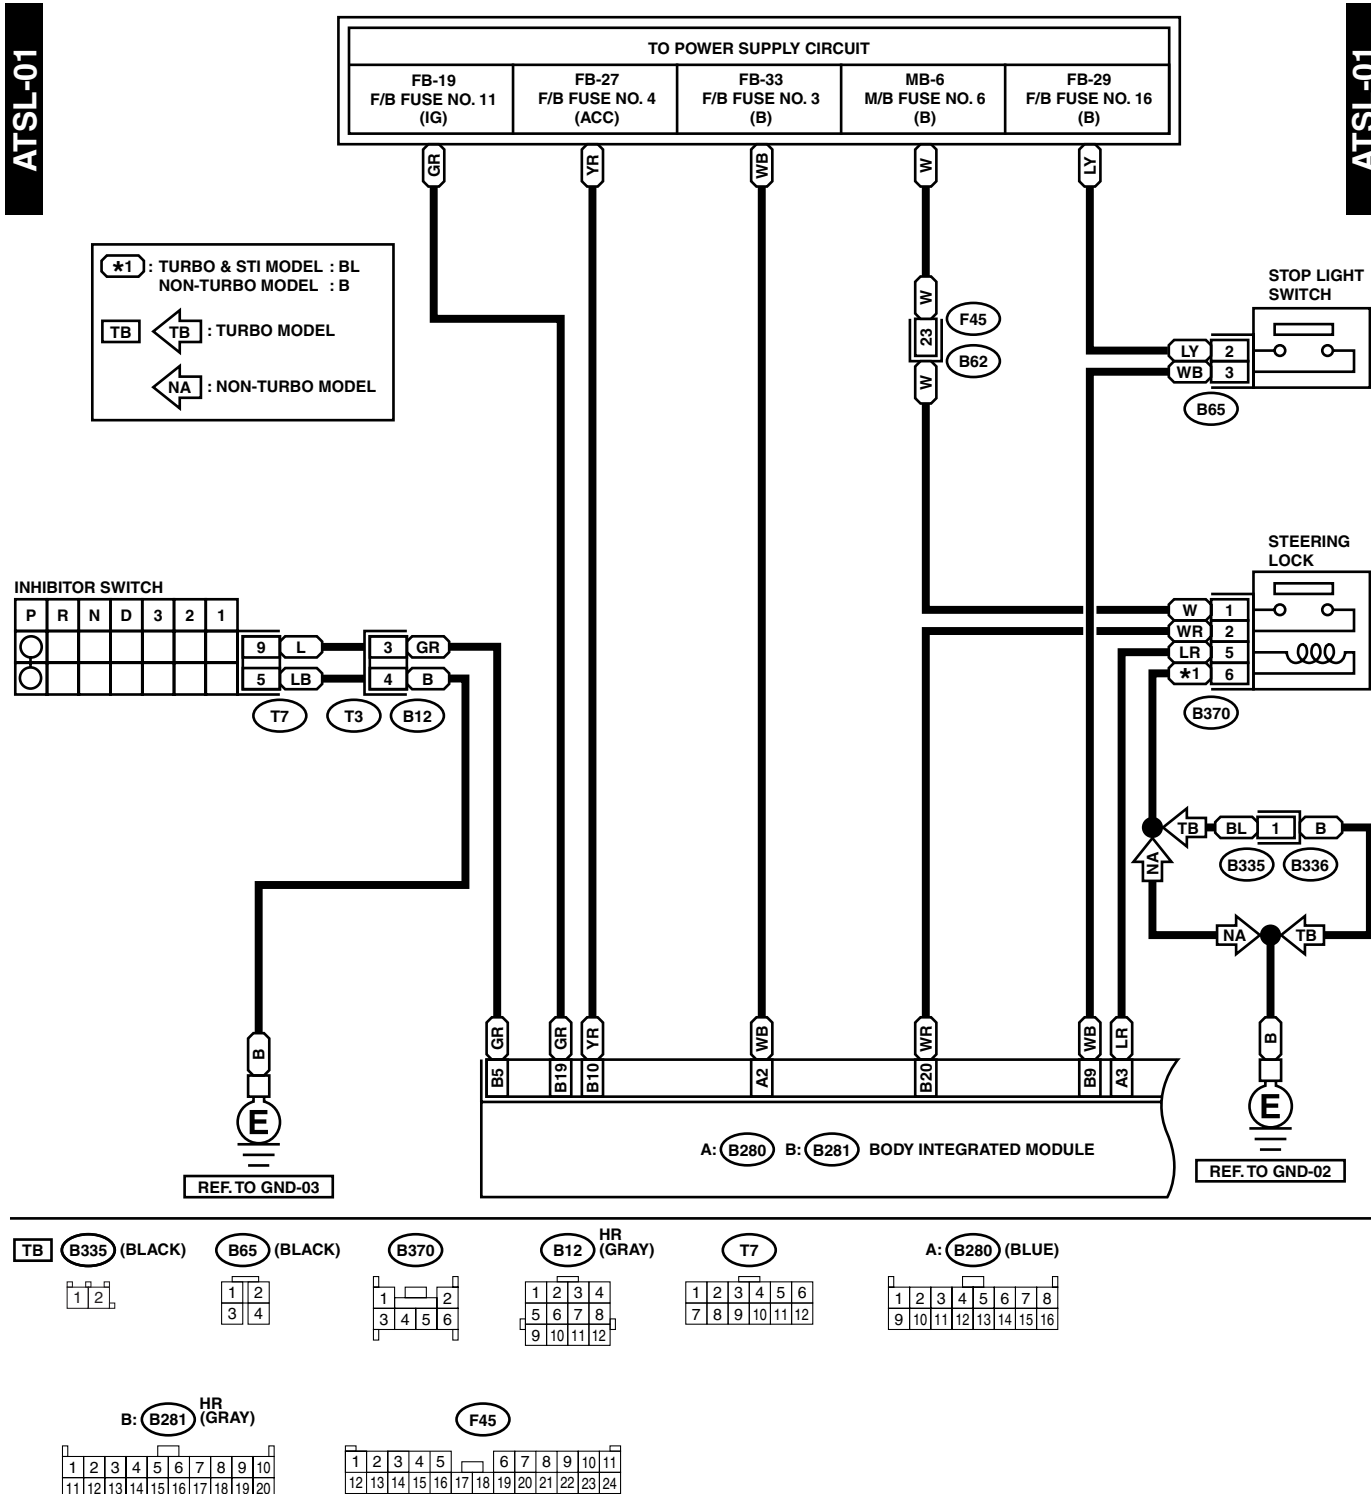 ATSL-01
ATSL-01
TO POWER SUPPLY CIRCUIT
FB-19
F/B FUSE NO. 11
(IG)
FB-27
F/B FUSE NO. 4
(ACC)
FB-33
F/B FUSE NO. 3
(B)
MB-6
M/B FUSE NO. 6
(B)
FB-29
F/B FUSE NO. 16
(B)
GR YR WB W LY
*1 : TURBO & STI MODEL : BL
NON-TURBO MODEL : B
TB TB : TURBO MODEL
NA : NON-TURBO MODEL
W
23
F45
B62
W
STOP LIGHT
SWITCH
LY 2
WB 3
B65
STEERING
LOCK
W 1
WR 2
LR 5
*1 6
B370
INHIBITOR SWITCH
P R N D 3 2 1
9 L 3 GR
5 LB 4 B
T7 T3 B12
TB BL 1 B
B335 B336
NA
NA TB
B
E
REF. TO GND-03
GR GR YR WB WR WB LR
B5 B19 B10 A2 B20 B9 A3
A: B280 B: B281 BODY INTEGRATED MODULE
B
E
REF. TO GND-02
TB B335 (BLACK)
1 2
B65 (BLACK)
1 2
3 4
B370
1 2
3 4 5 6
B12 HR (GRAY)
1 2 3 4
5 6 7 8
9 10 11 12
T7
1 2 3 4 5 6
7 8 9 10 11 12
A: B280 (BLUE)
1 2 3 4 5 6 7 8
9 10 11 12 13 14 15 16
B: B281 HR (GRAY)
1 2 3 4 5 6 7 8 9 10
11 12 13 14 15 16 17 18 19 20
F45
1 2 3 4 5 6 7 8 9 10 11
12 13 14 15 16 17 18 19 20 21 22 23 24